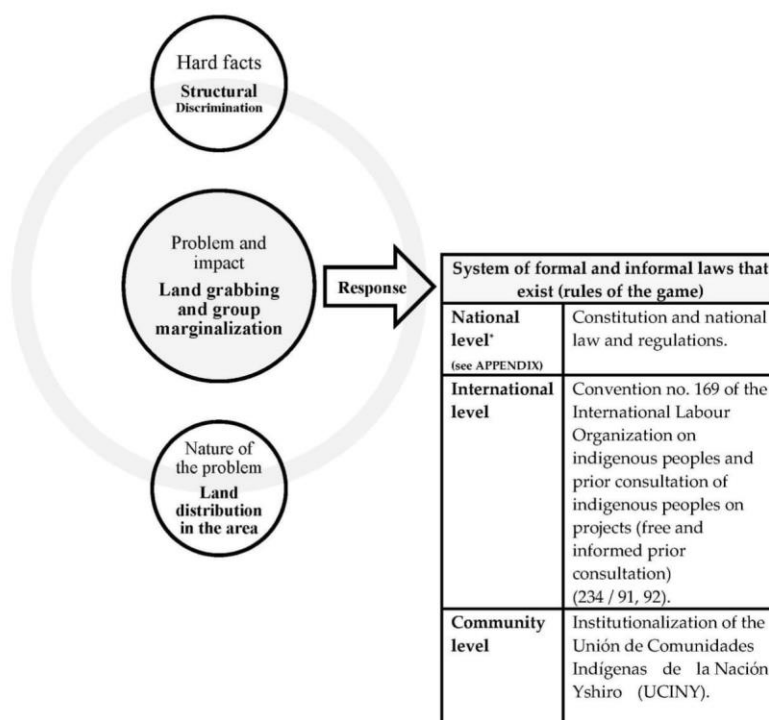 Hard facts
Structural
Discrimination
Problem and
impact
Land grabbing
and group
marginalization
Response
Nature of
the problem
Land
distribution
in the area
System of formal and informal laws that
exist (rules of the game)
National
level*
(see APPENDIX)
Constitution and national
law and regulations.
International
level
Convention no. 169 of the
International Labour
Organization on
indigenous peoples and
prior consultation of
indigenous peoples on
projects (free and
informed prior
consultation)
(234 / 91, 92).
Community
level
Institutionalization of the
Unión de Comunidades
Indígenas de la Nación
Yshiro (UCINY).